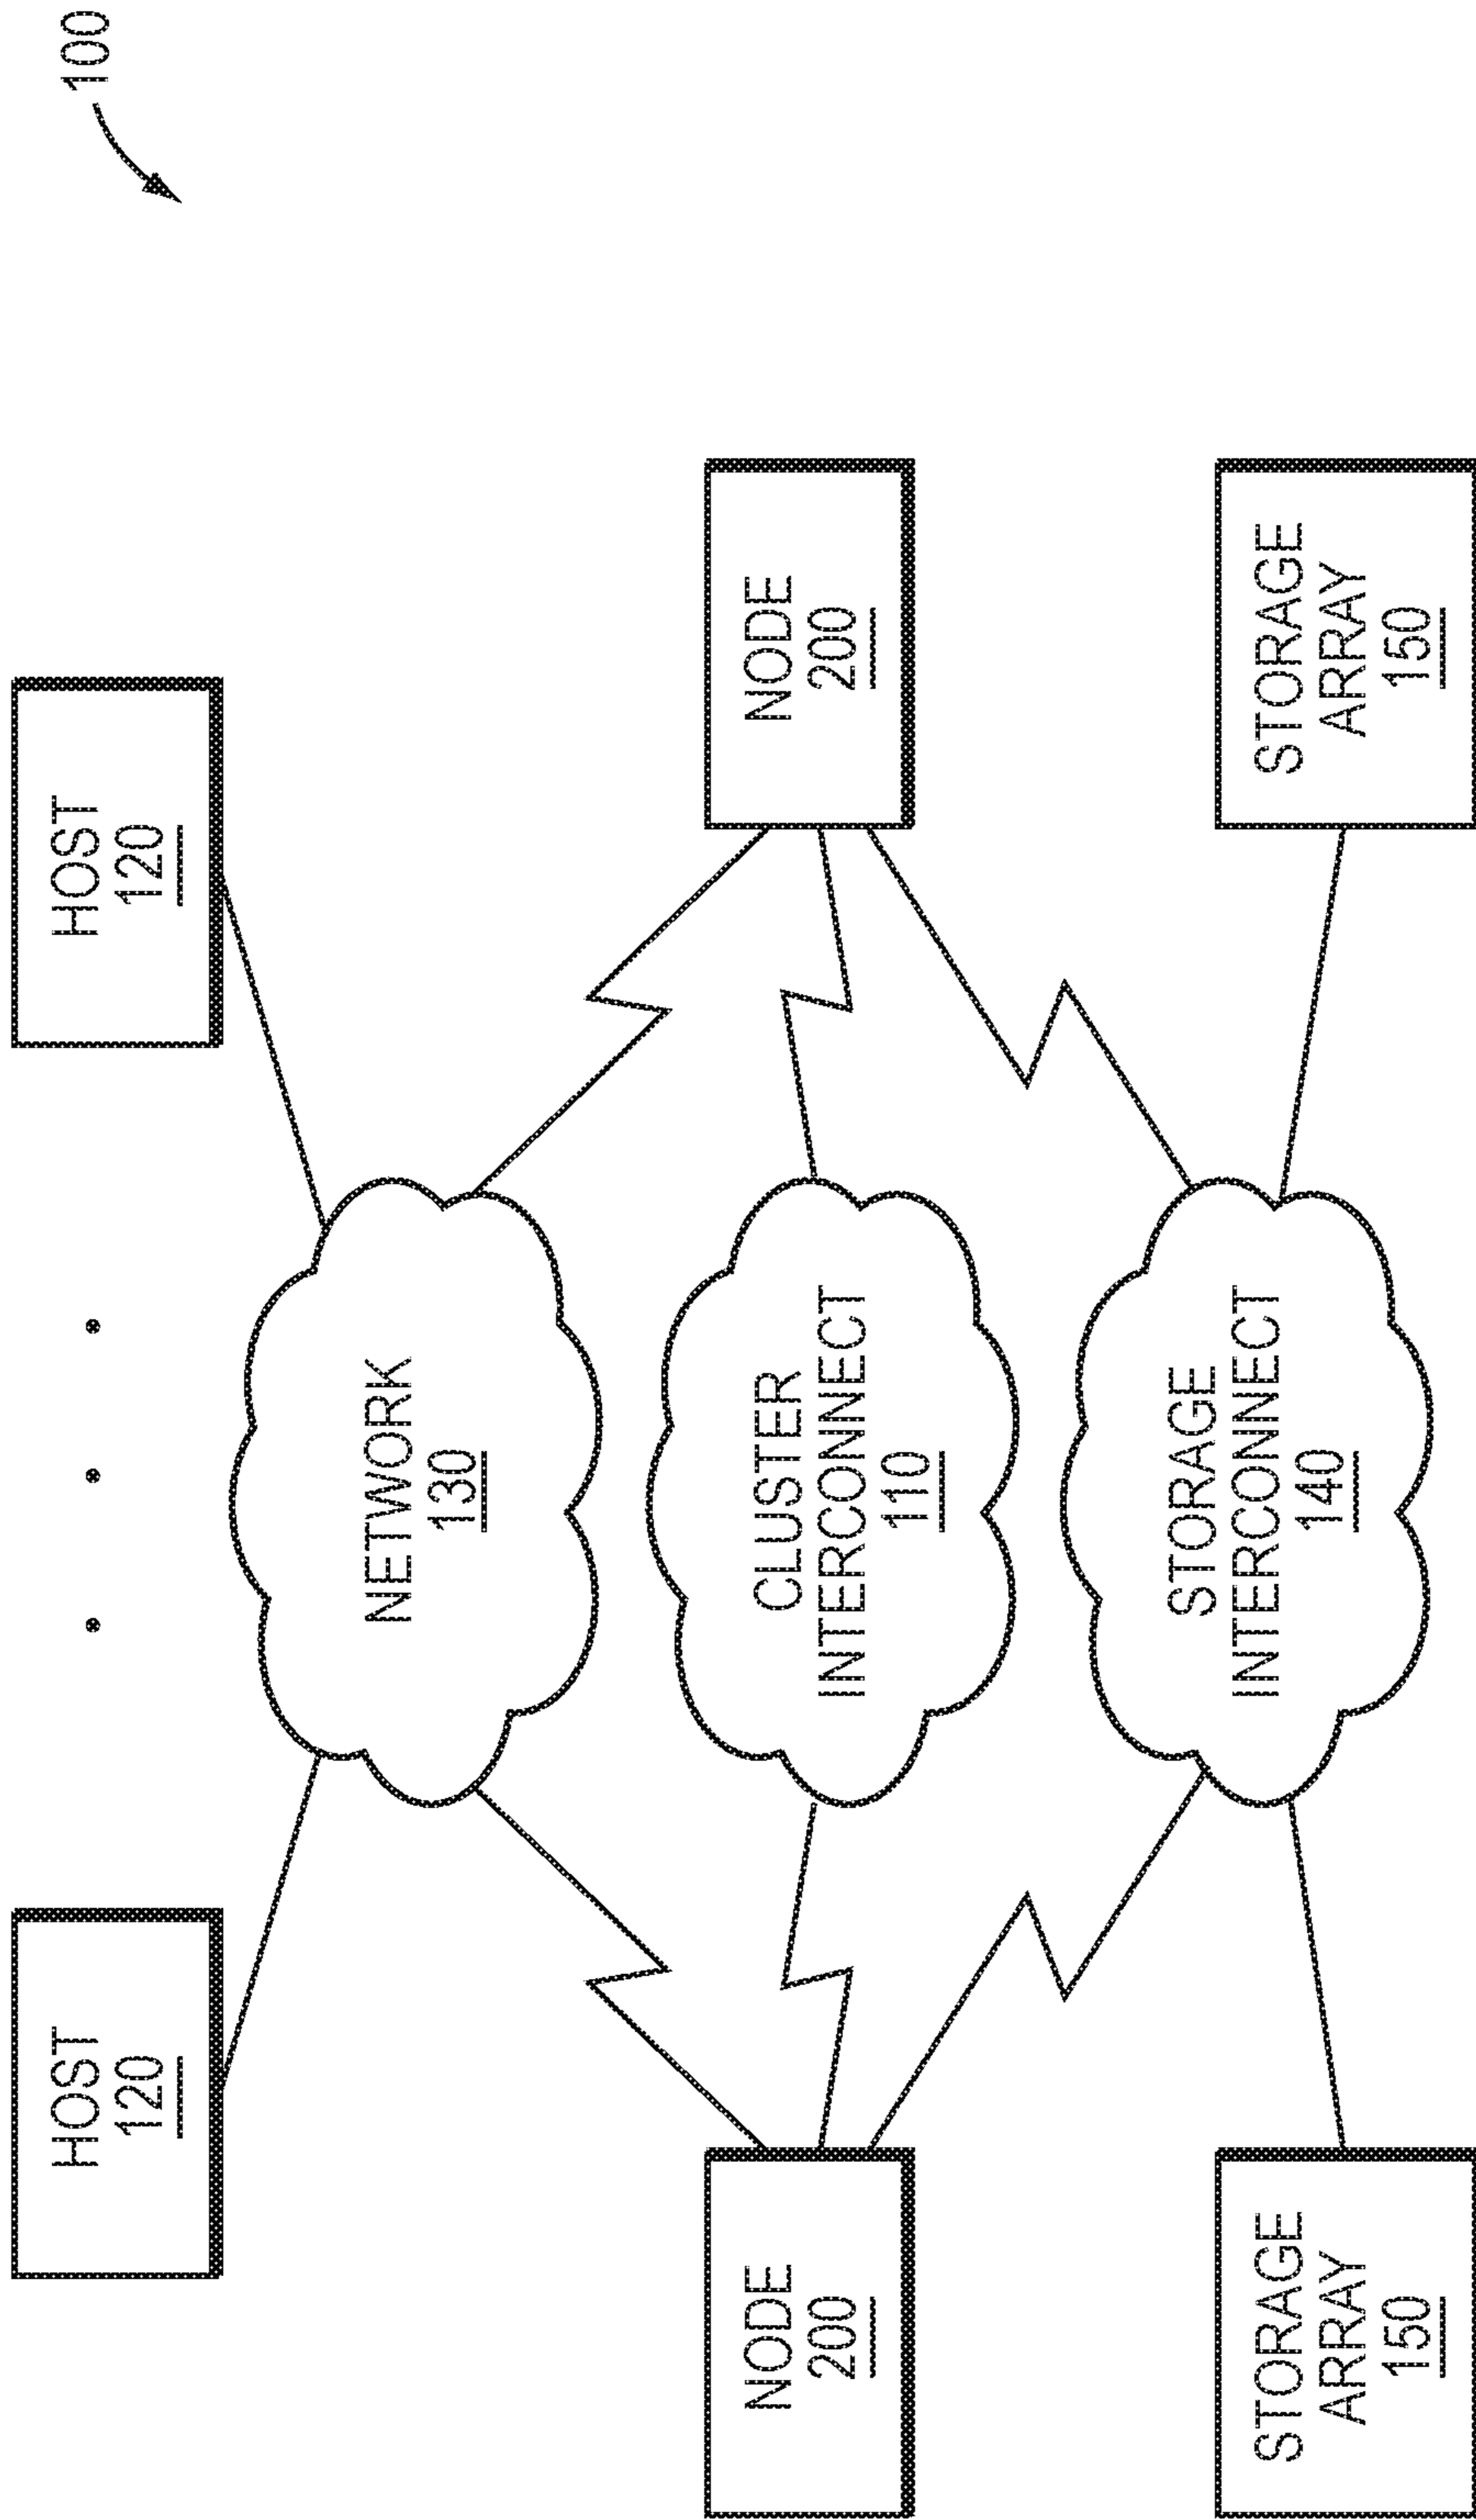 100
HOST
120
HOST
120
NETWORK
130
NODE
200
CLUSTER
INTERCONNECT
110
NODE
200
STORAGE
INTERCONNECT
140
STORAGE
ARRAY
150
STORAGE
ARRAY
150